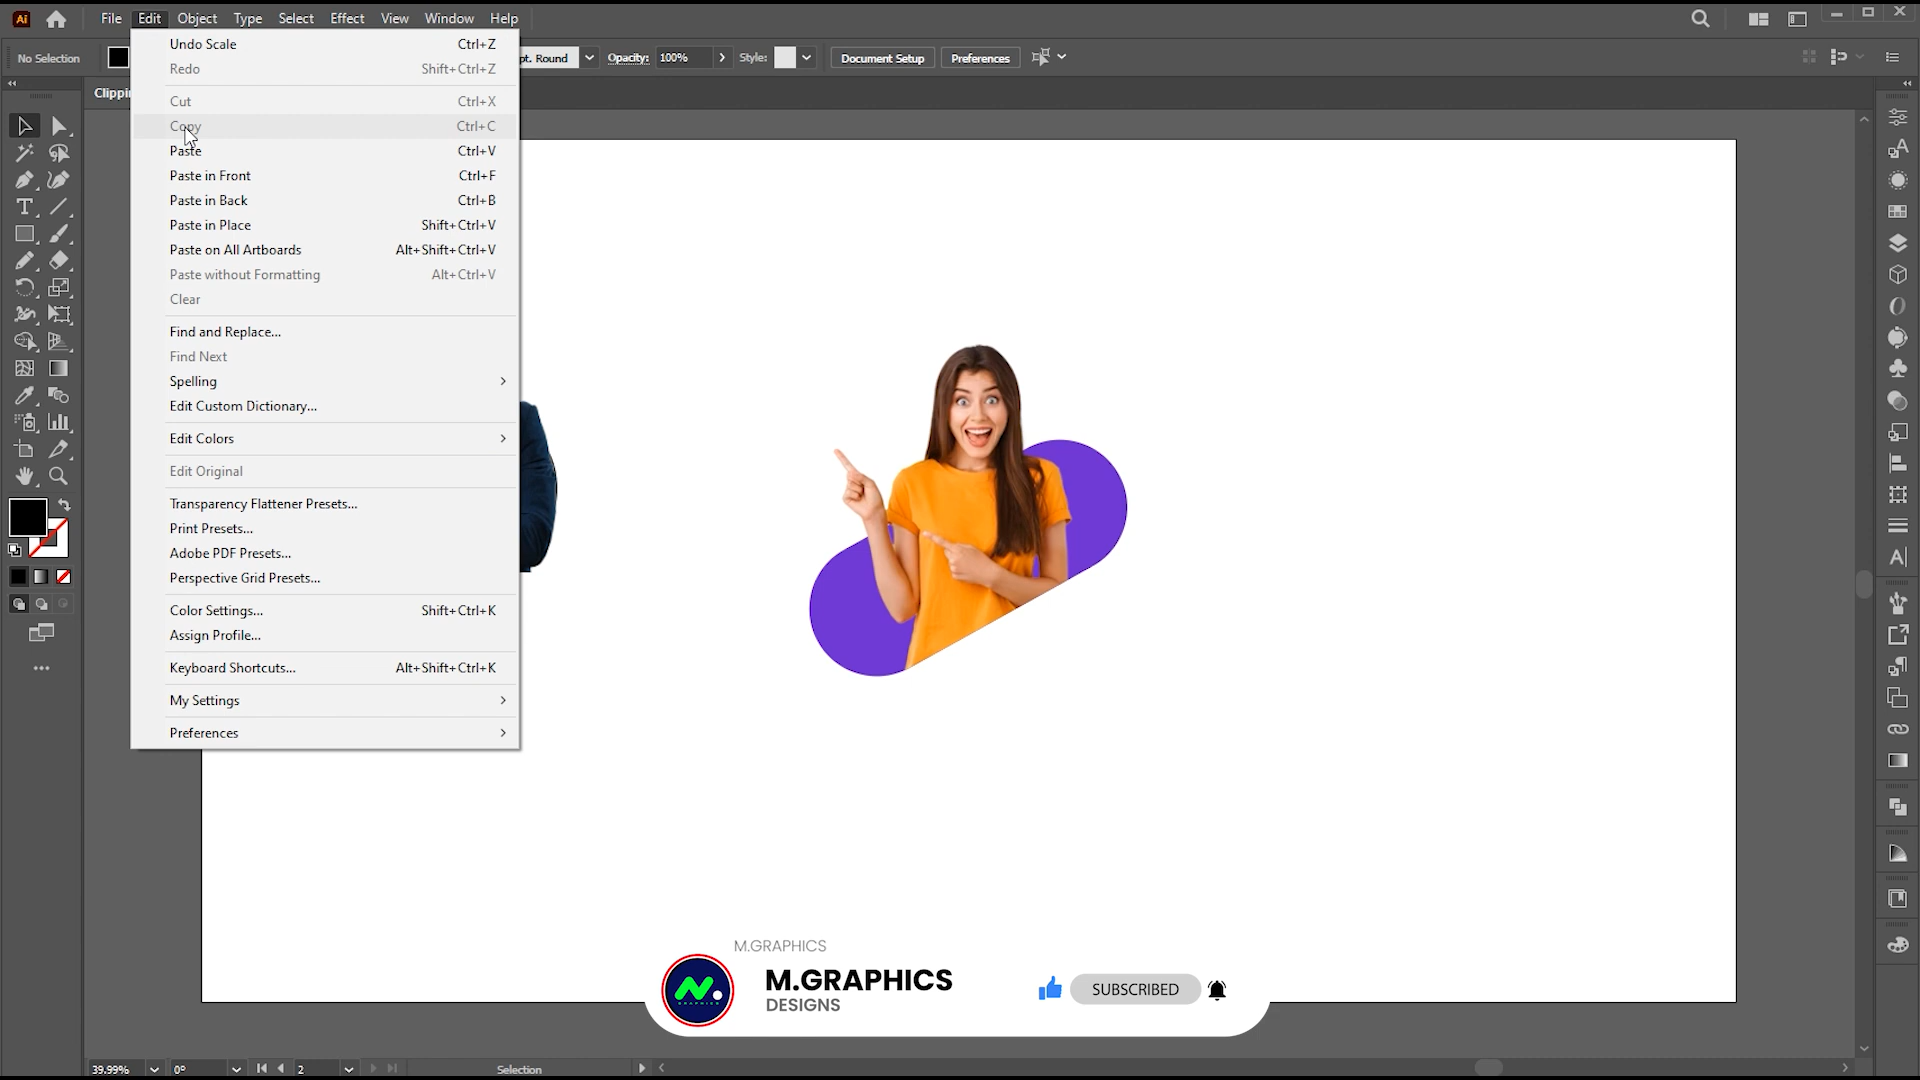 Ai File Edit Object Type Select Effect View Window Help
No Selection pt. Round Opacity: 100% Style: Document Setup Preferences
Undo Scale Ctrl+Z
Redo Shift+Ctrl+Z
Cut Ctrl+X
Copy Ctrl+C
Paste Ctrl+V
Paste in Front Ctrl+F
Paste in Back Ctrl+B
Paste in Place Shift+Ctrl+V
Paste on All Artboards Alt+Shift+Ctrl+V
Paste without Formatting Alt+Ctrl+V
Clear
Find and Replace...
Find Next
Spelling
Edit Custom Dictionary...
Edit Colors
Edit Original
Transparency Flattener Presets...
Print Presets...
Adobe PDF Presets...
Perspective Grid Presets...
Color Settings... Shift+Ctrl+K
Assign Profile...
Keyboard Shortcuts... Alt+Shift+Ctrl+K
My Settings
Preferences
M.GRAPHICS
M.GRAPHICS
DESIGNS
SUBSCRIBED
39.99% 0° 2 Selection